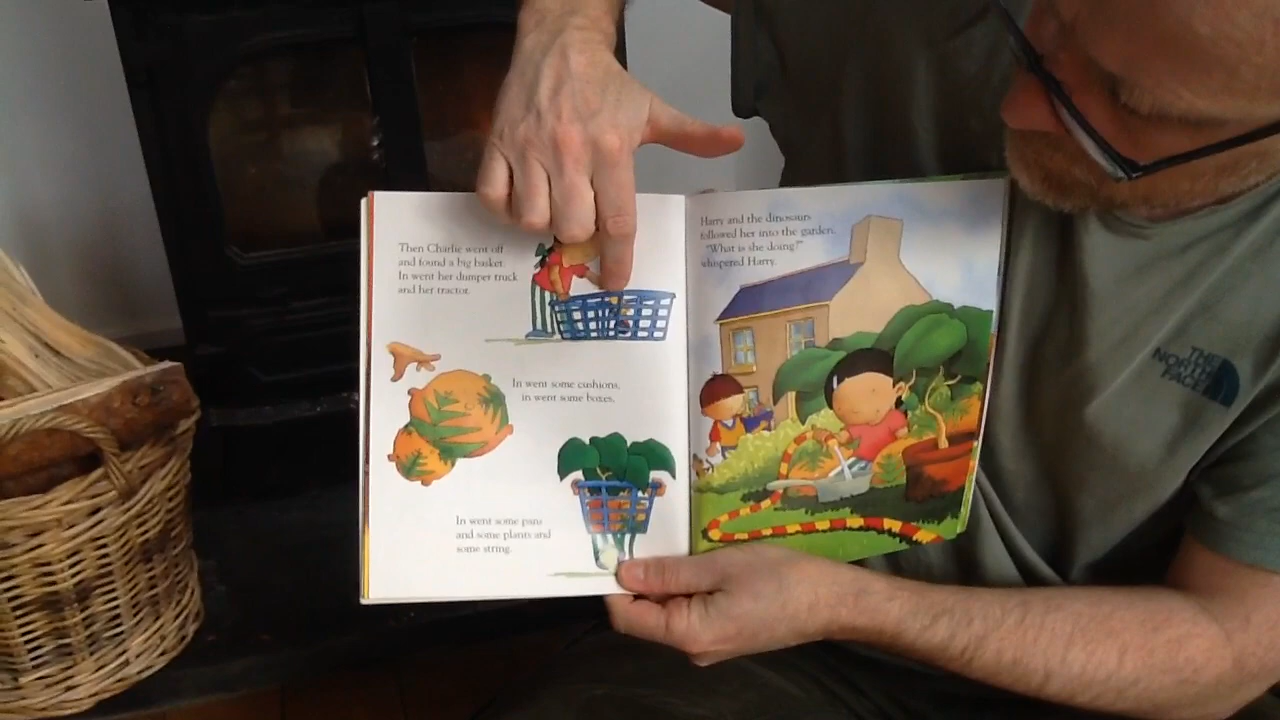 Then Charlie went off
and found a big basket.
In went her dumper truck
and her tractor.
In went some cushions,
in went some boxes.
In went some pans
and some plants and
some string.
Harry and the dinosaurs
followed her into the garden.
"What is she doing?"
whispered Harry.
THE
NORTH
FACE